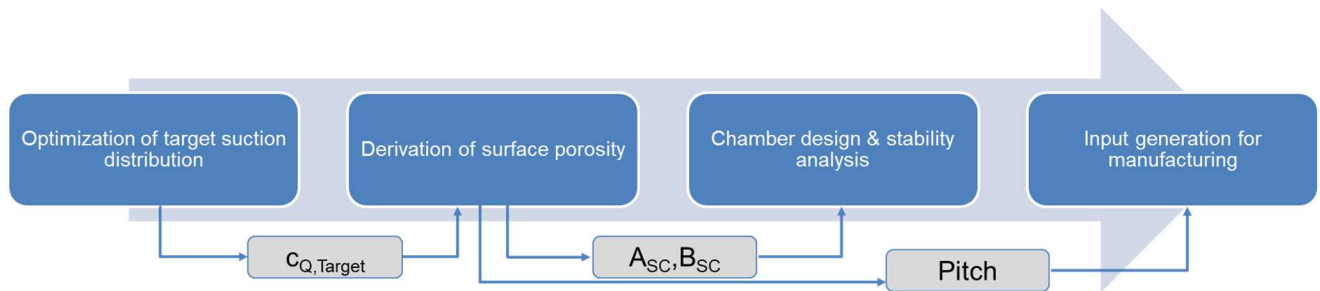 Optimization of target suction
distribution
Derivation of surface porosity
Chamber design & stability
analysis
Input generation for
manufacturing
cQ,Target
ASC,BSC
Pitch